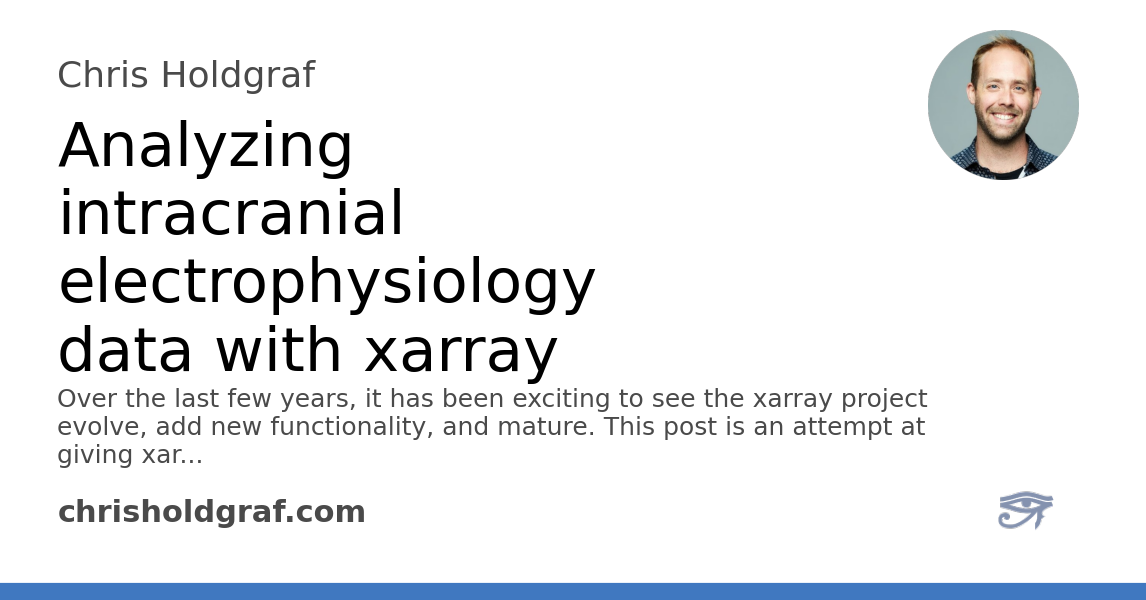 Chris Holdgraf
Analyzing
intracranial
electrophysiology
data with xarray
Over the last few years, it has been exciting to see the xarray project
evolve, add new functionality, and mature. This post is an attempt at
giving xar...
chrisholdgraf.com